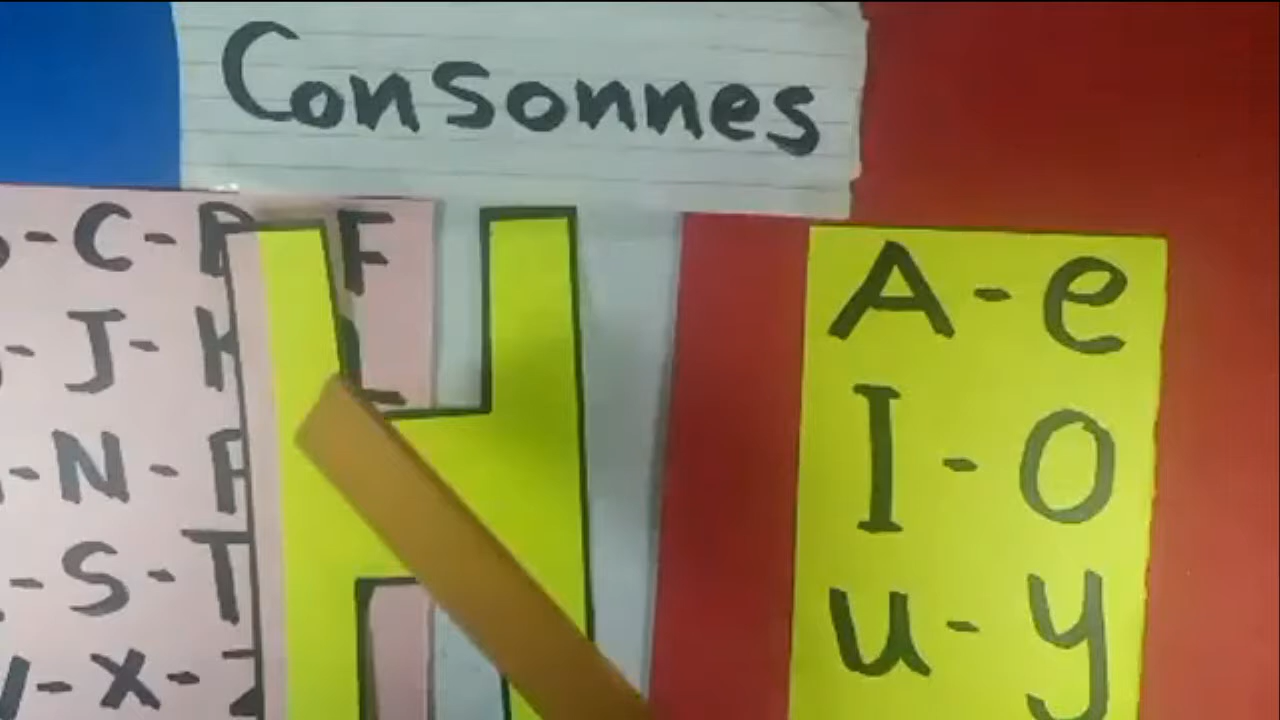 Consonnes
C-D F
J-K L
N-P
S-T
X-Z
H
A-e
I-O
u-y